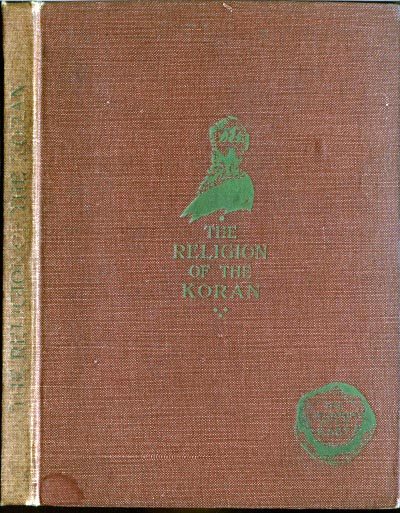 THE RELIGION OF THE KORAN
THE
RELIGION
OF THE
KORAN